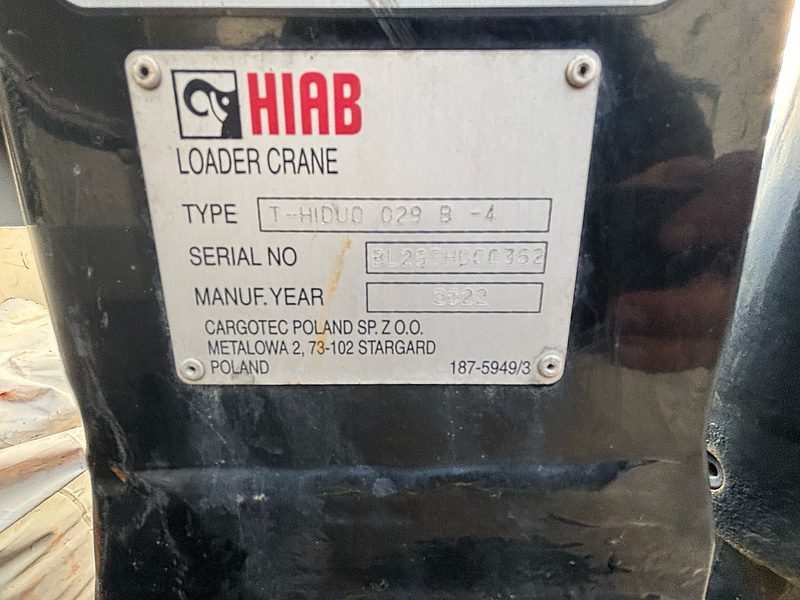 HIAB
LOADER CRANE
TYPE T-HIDUO 029 B -4
SERIAL NO
MANUF. YEAR 2022
CARGOTEC POLAND SP. Z O.O.
METALOWA 2, 73-102 STARGARD
POLAND 187-5949/3